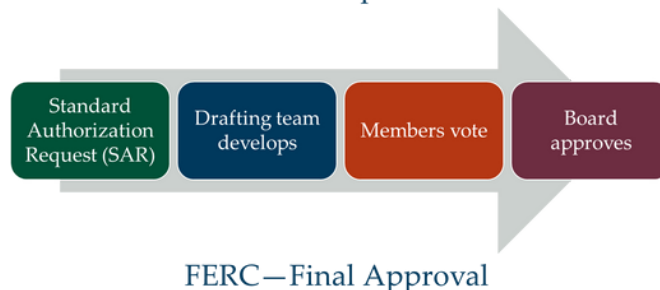 Standard
Authorization
Request (SAR)
Drafting team
develops
Members vote
Board
approves
FERC—Final Approval